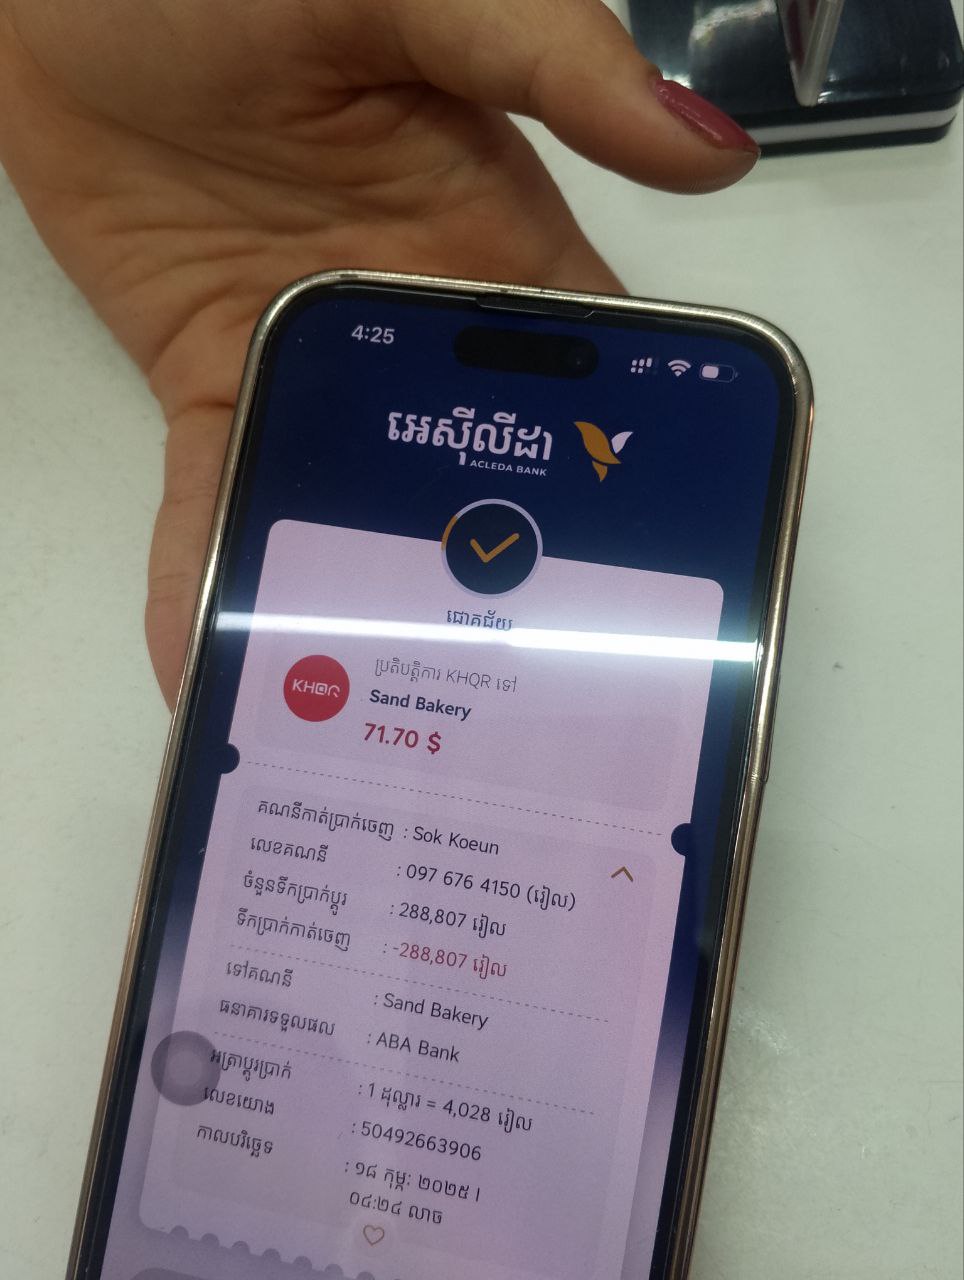 4:25
អេស៊ីលីដា
ACLEDA BANK
ជោគជ័យ
KHQR
ប្រតិបត្តិការ KHQR ទៅ
Sand Bakery
71.70 $
គណនីកាត់ប្រាក់ចេញ : Sok Koeun
លេខគណនី : 097 676 4150 (រៀល)
ចំនួនទឹកប្រាក់ប្ដូរ : 288,807 រៀល
ទឹកប្រាក់កាត់ចេញ : -288,807 រៀល
ទៅគណនី : Sand Bakery
ធនាគារទទួលផល : ABA Bank
អត្រាប្ដូរប្រាក់ : 1 ដុល្លារ = 4,028 រៀល
លេខយោង : 50492663906
កាលបរិច្ឆេទ : ១៨ កុម្ភៈ ២០២៥ |
០៤:២៤ ល្ងាច